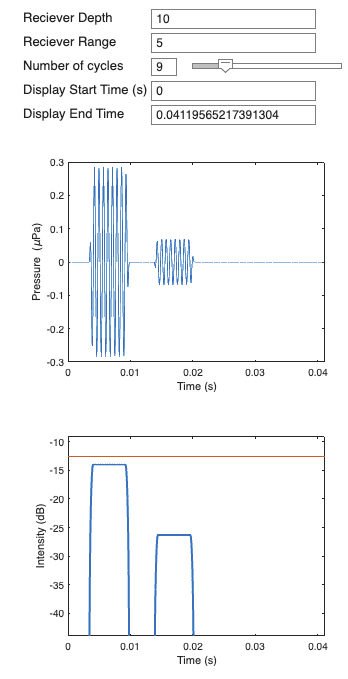 Reciever Depth 10
Reciever Range 5
Number of cycles 9
Display Start Time (s) 0
Display End Time 0.04119565217391304
0.3
0.2
0.1
0
-0.1
-0.2
-0.3
Pressure (μPa)
0 0.01 0.02 0.03 0.04
Time (s)
-10
-15
-20
-25
-30
-35
-40
Intensity (dB)
0 0.01 0.02 0.03 0.04
Time (s)